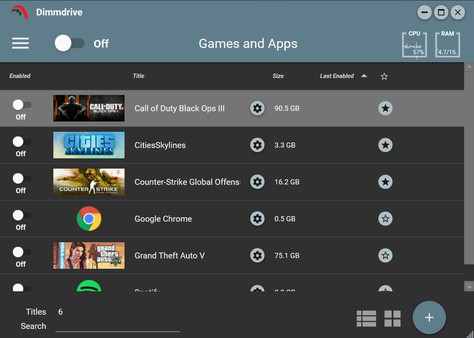 Dimmdrive
Off
Games and Apps
CPU
57%
RAM
4.7/15
Enabled
Title
Size
Last Enabled
Off
CALL OF DUTY
BLACK OPS
Call of Duty Black Ops III
90.5 GB
Off
CITIES
SKYLINES
CitiesSkylines
3.3 GB
Off
COUNTER STRIKE
Counter-Strike Global Offens
16.2 GB
Off
Google Chrome
0.5 GB
Off
grand
theft
auto
Grand Theft Auto V
75.1 GB
Titles
6
Search